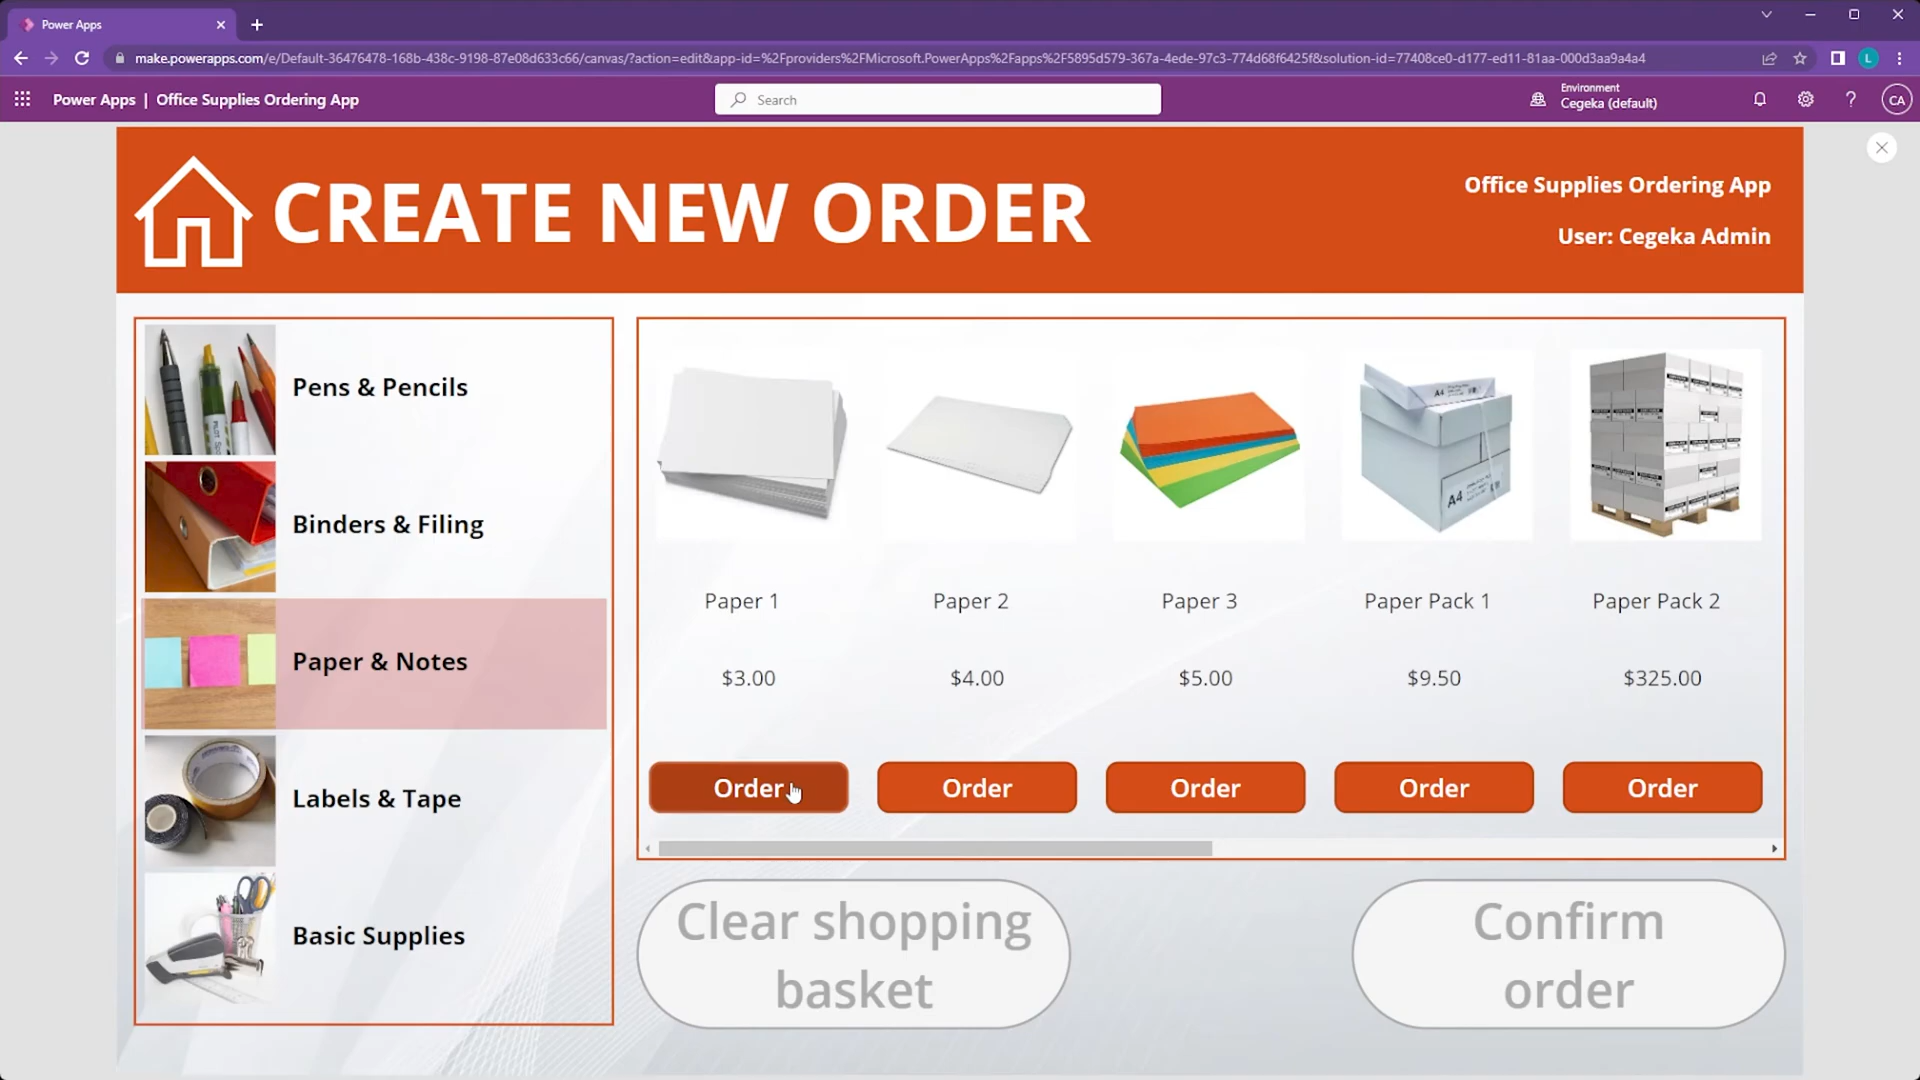 Power Apps
make.powerapps.com/e/Default-36476478-168b-438c-9198-87e08d633c66/canvas/?action=edit&app-id=%2Fproviders%2FMicrosoft.PowerApps%2Fapps%2F5895d579-367a-4ede-97c3-774d68f6425f&solution-id=77408ce0-d177-ed11-81aa-000d3aa9a4a4
L
Power Apps | Office Supplies Ordering App
Search
Environment
Cegeka (default)
?
CA
CREATE NEW ORDER
Office Supplies Ordering App
User: Cegeka Admin
Pens & Pencils
Binders & Filing
Paper & Notes
Labels & Tape
Basic Supplies
A4
A4
Paper 1
Paper 2
Paper 3
Paper Pack 1
Paper Pack 2
$3.00
$4.00
$5.00
$9.50
$325.00
Order
Order
Order
Order
Order
Clear shopping
basket
Confirm
order